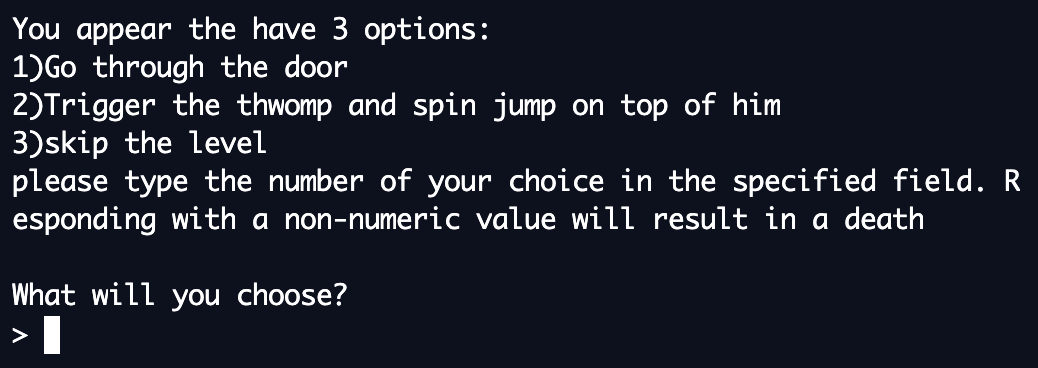 You appear the have 3 options:
1)Go through the door
2)Trigger the thwomp and spin jump on top of him
3)skip the level
please type the number of your choice in the specified field. R
esponding with a non-numeric value will result in a death

What will you choose?
>